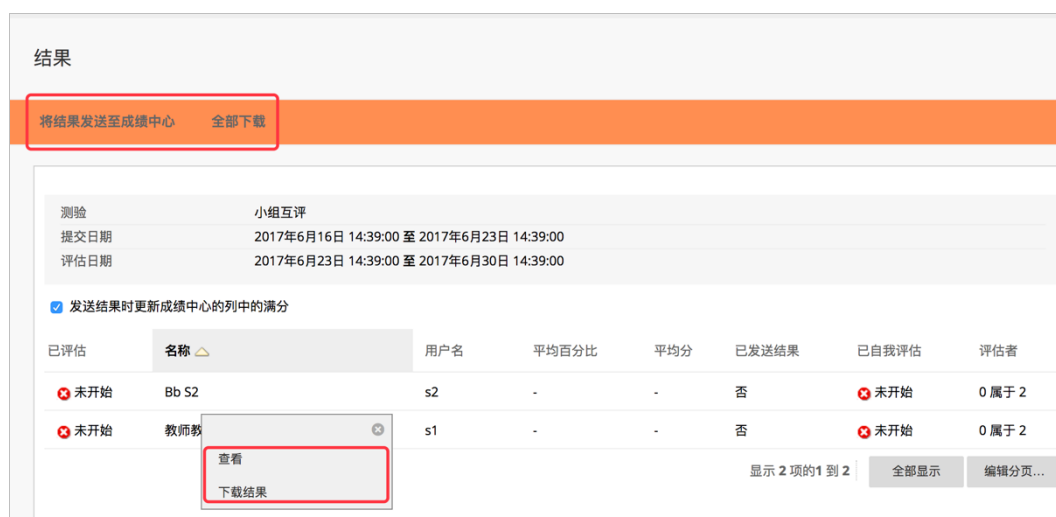 结果
将结果发送至成绩中心 全部下载
测验 小组互评
提交日期 2017年6月16日 14:39:00 至 2017年6月23日 14:39:00
评估日期 2017年6月23日 14:39:00 至 2017年6月30日 14:39:00
发送结果时更新成绩中心的列中的满分
已评估 名称 用户名 平均百分比 平均分 已发送结果 已自我评估 评估者
未开始 Bb S2 s2 - - 否 未开始 0 属于 2
未开始 教师教 s1 - - 否 未开始 0 属于 2
查看
显示 2 项的1 到 2 全部显示 编辑分页...
下载结果